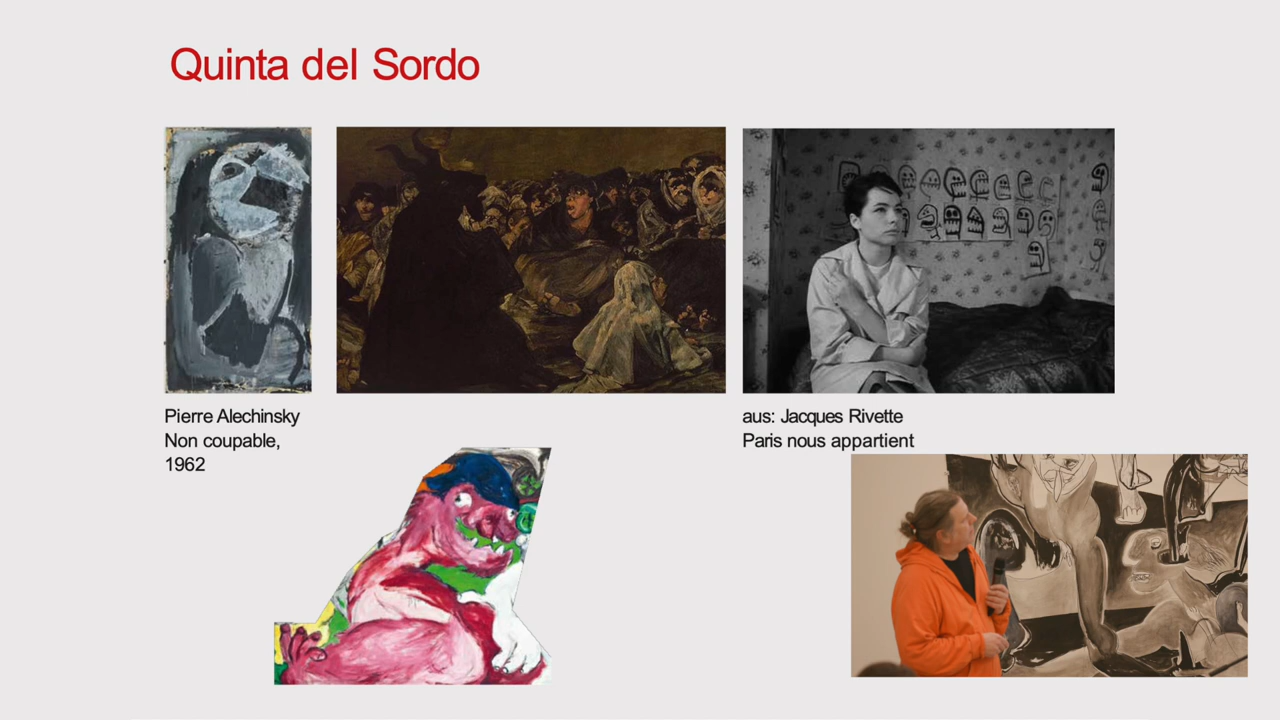 Quinta del Sordo
Pierre Alechinsky
Non coupable,
1962
aus: Jacques Rivette
Paris nous appartient